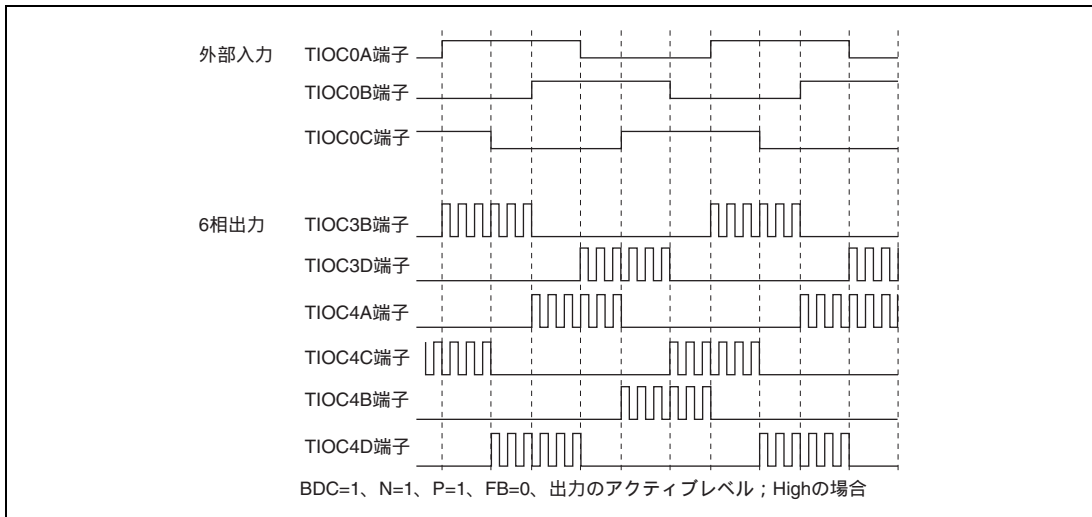 外部入力 TIOC0A端子
TIOC0B端子
TIOC0C端子
6相出力 TIOC3B端子
TIOC3D端子
TIOC4A端子
TIOC4C端子
TIOC4B端子
TIOC4D端子
BDC=1、N=1、P=1、FB=0、出力のアクティブレベル；Highの場合